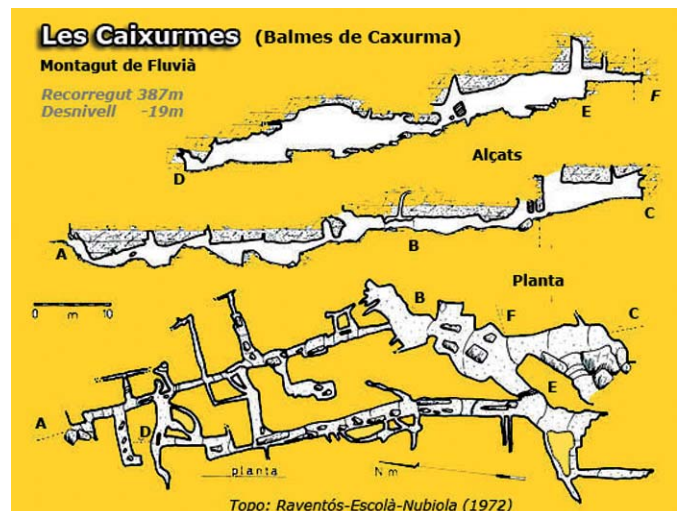 Les Caixurmes (Balmes de Caxurma)
Montagut de Fluvià
Recorregut 387m
Desnivell -19m
F
E
D
Alçats
C
A
B
Planta
0 m 10
B
F
C
E
A
D
planta
N m
Topo: Raventós-Escolà-Nubiola (1972)